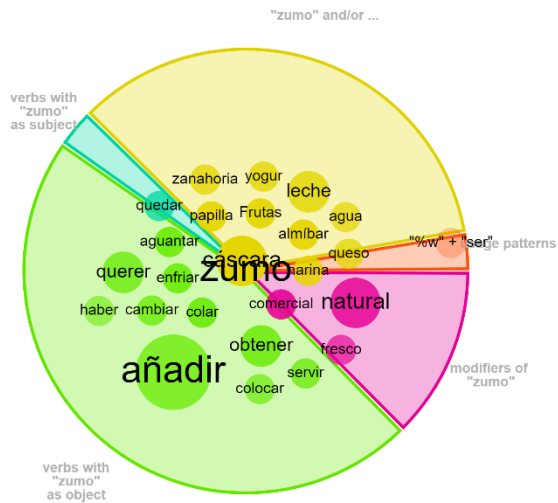 "zumo" and/or ...
verbs with
"zumo"
as subject
zanahoria
yogur
leche
quedar
papilla
Frutas
agua
aguantar
almíbar
"%w" + "ser"
usage patterns
cáscara
zumo
queso
querer
enfriar
harina
haber
cambiar
colar
comercial
natural
obtener
fresco
añadir
servir
colocar
modifiers of
"zumo"
verbs with
"zumo"
as object